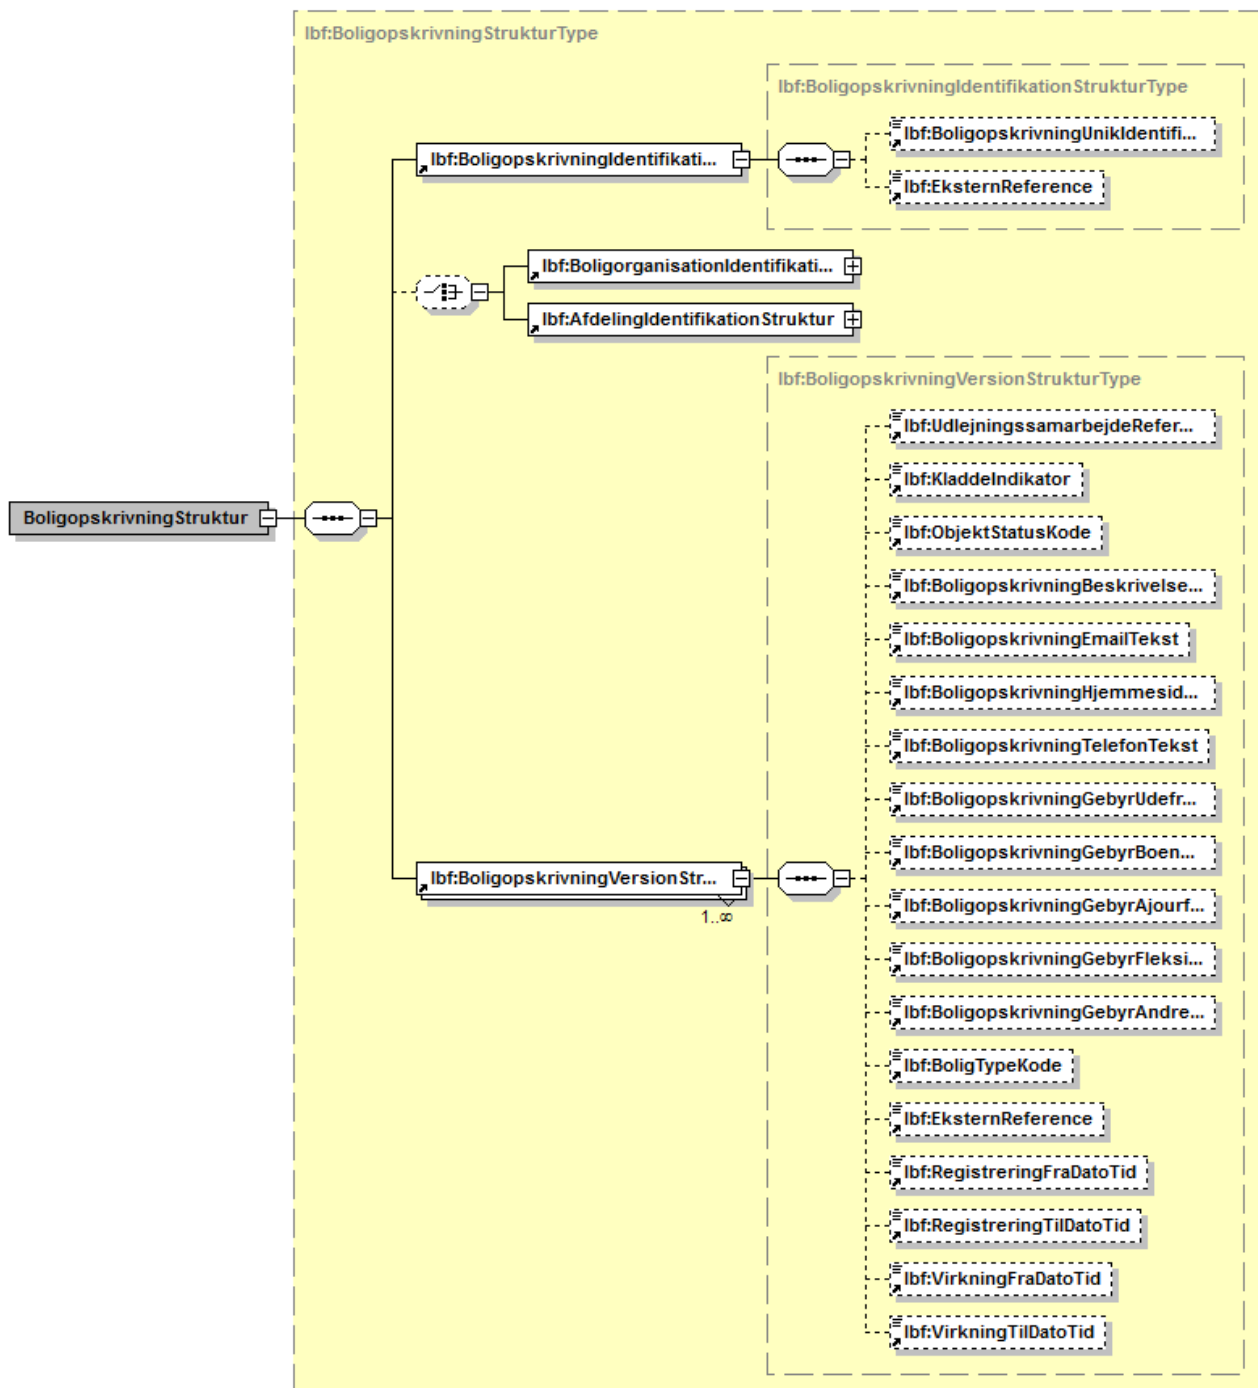 lbf:BoligopskrivningStrukturType
lbf:BoligopskrivningIdentifikationStrukturType
lbf:BoligopskrivningUnikIdentifi...
lbf:BoligopskrivningIdentifikati...
lbf:EksternReference
lbf:BoligorganisationIdentifikati...
lbf:AfdelingIdentifikationStruktur
lbf:BoligopskrivningVersionStrukturType
lbf:UdlejningssamarbejdeRefer...
lbf:KladdeIndikator
BoligopskrivningStruktur
lbf:ObjektStatusKode
lbf:BoligopskrivningBeskrivelse...
lbf:BoligopskrivningEmailTekst
lbf:BoligopskrivningHjemmesid...
lbf:BoligopskrivningTelefonTekst
lbf:BoligopskrivningGebyrUdefr...
lbf:BoligopskrivningGebyrBoen...
lbf:BoligopskrivningVersionStr...
1..∞
lbf:BoligopskrivningGebyrAjourf...
lbf:BoligopskrivningGebyrFleksi...
lbf:BoligopskrivningGebyrAndre...
lbf:BoligTypeKode
lbf:EksternReference
lbf:RegistreringFraDatoTid
lbf:RegistreringTilDatoTid
lbf:VirkningFraDatoTid
lbf:VirkningTilDatoTid